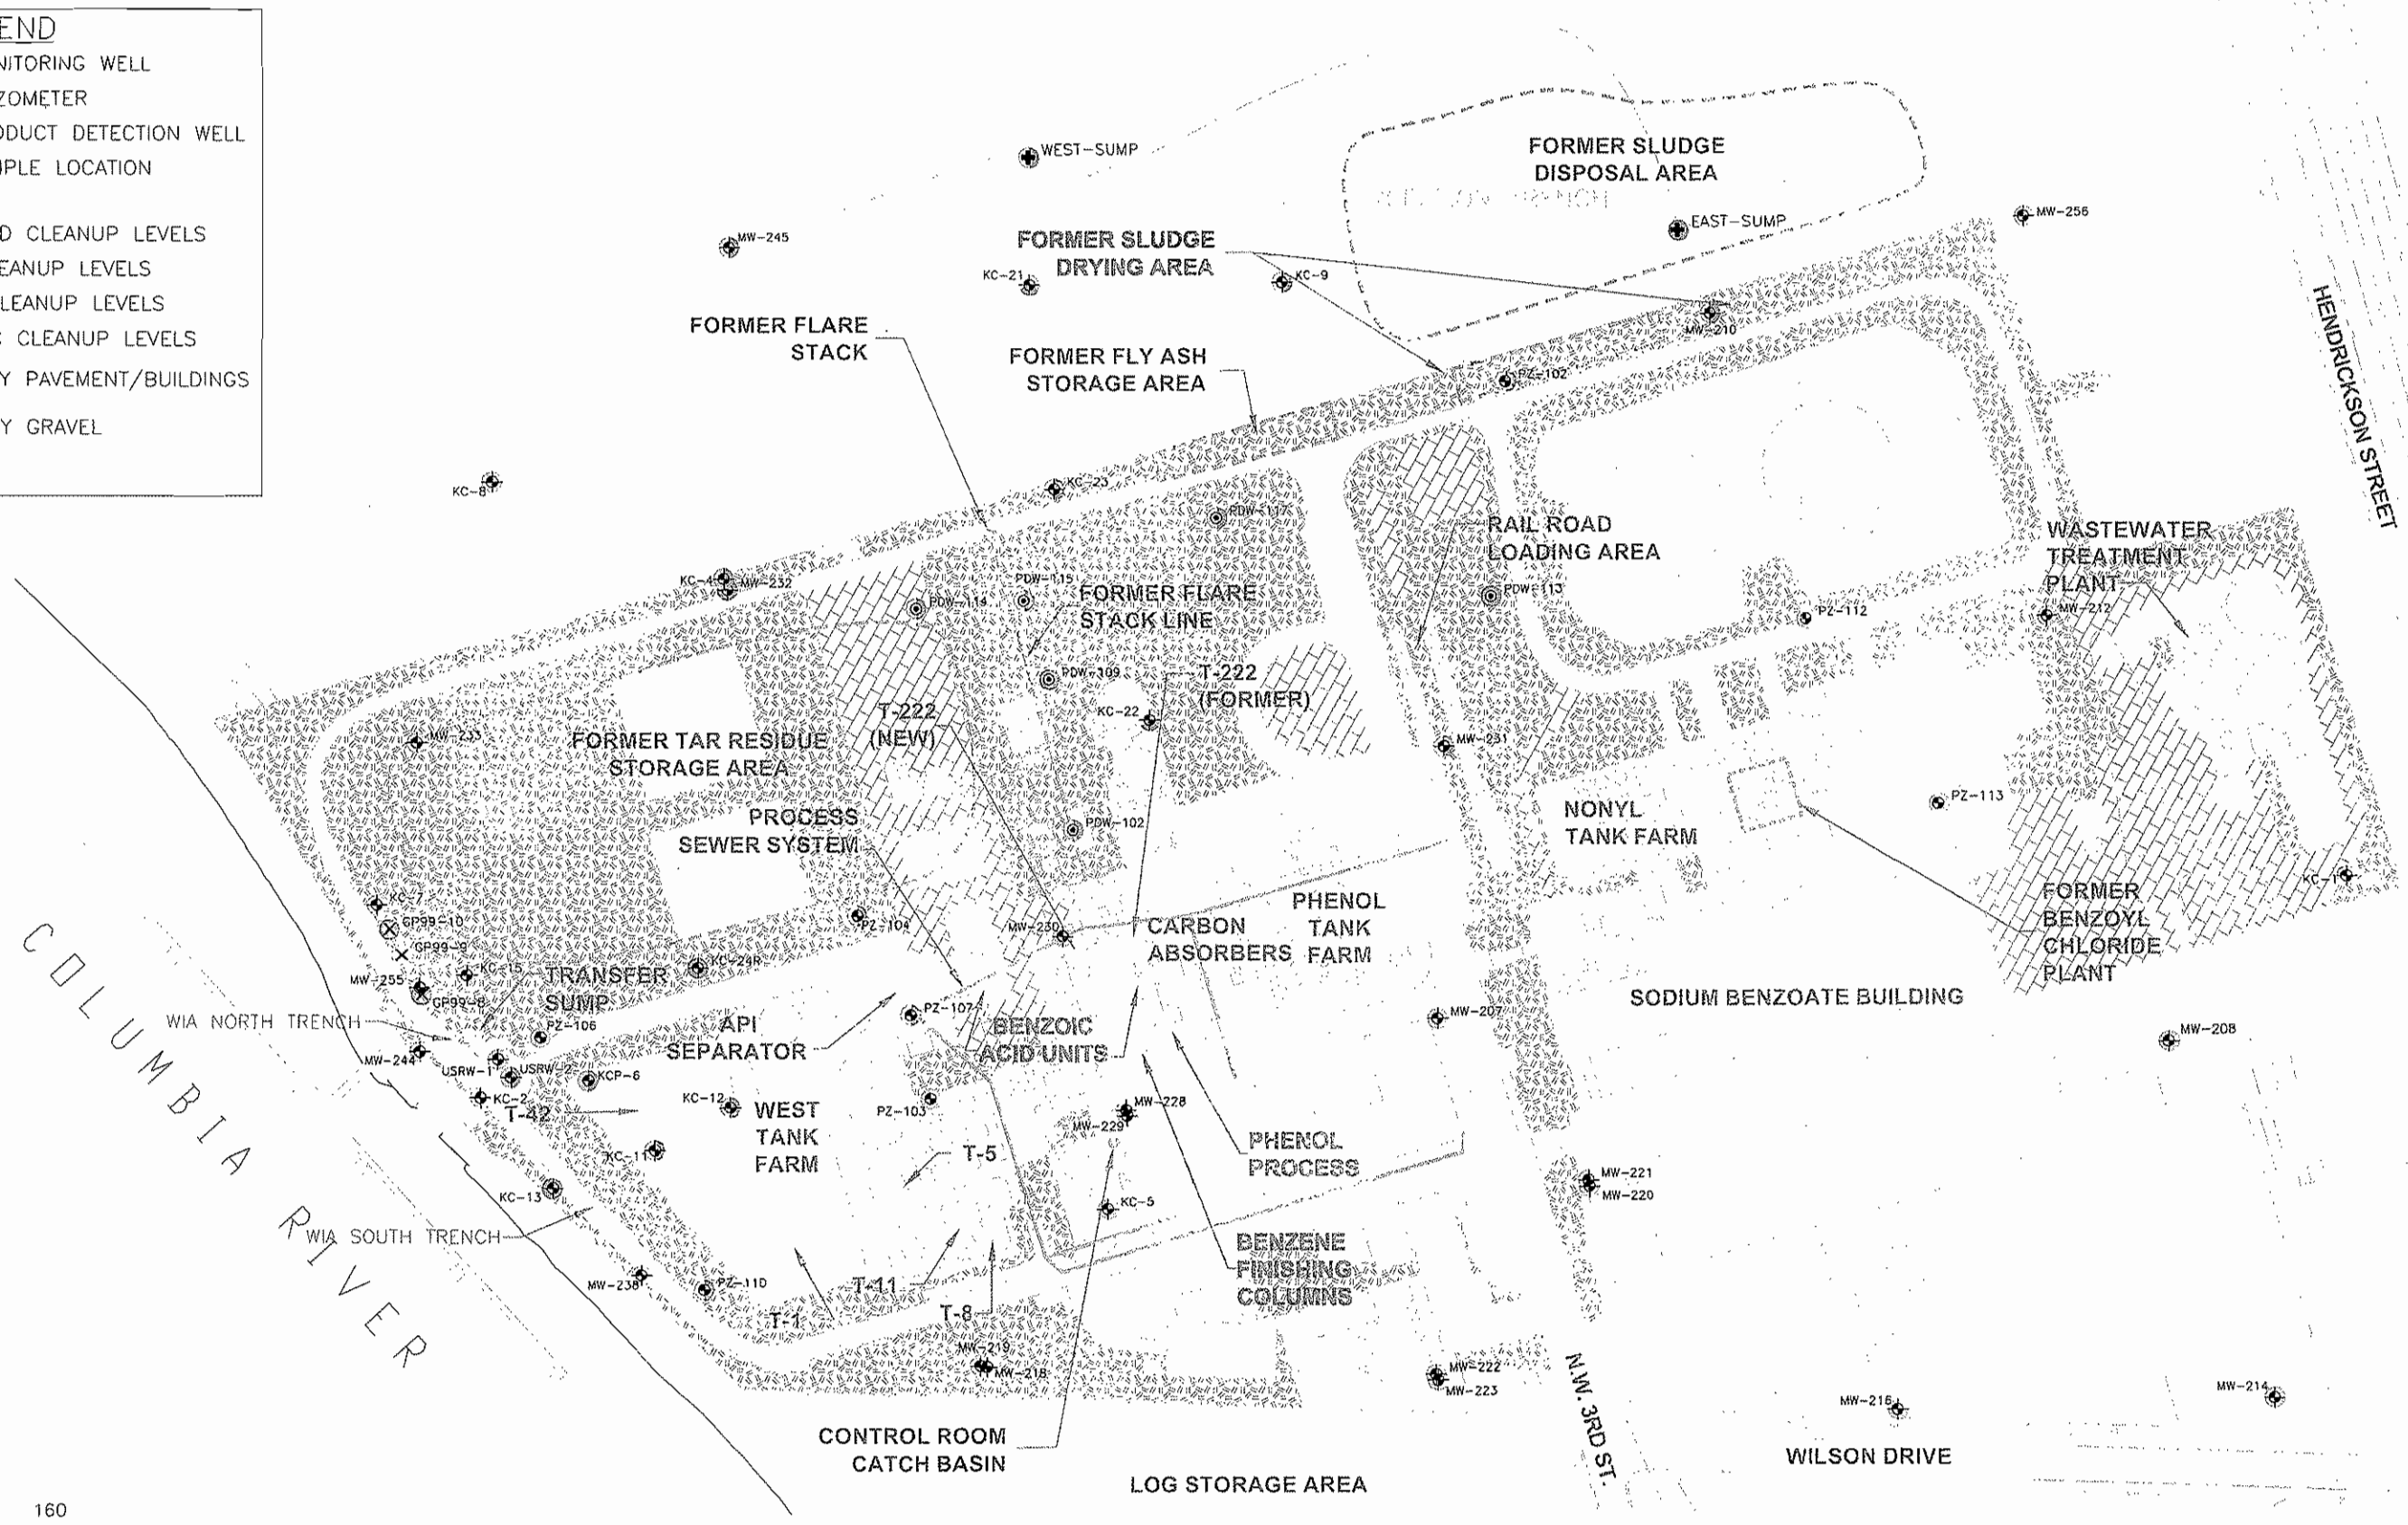 END
NITORING WELL
ZOMETER
ODUCT DETECTION WELL
IPLE LOCATION
D CLEANUP LEVELS
EANUP LEVELS
LEANUP LEVELS
CLEANUP LEVELS
Y PAVEMENT/BUILDINGS
Y GRAVEL
WEST-SUMP
FORMER SLUDGE
DISPOSAL AREA
EAST-SUMP
MW-256
MW-245
FORMER SLUDGE
DRYING AREA
KC-21
KC-9
HENDRICKSON STREET
MW-210
FORMER FLARE
STACK
FORMER FLY ASH
STORAGE AREA
PZ-102
KC-8
KC-23
PDW-117
RAIL ROAD
LOADING AREA
WASTEWATER
TREATMENT
PLANT
KC-4
MW-232
PDW-114
PDW-115
FORMER FLARE
STACK LINE
PDW-113
PZ-112
MW-212
PDW-109
T-222
(FORMER)
KC-22
T-222
(NEW)
MW-233
FORMER TAR RESIDUE
STORAGE AREA
MW-231
PROCESS
SEWER SYSTEM
PDW-102
NONYL
TANK FARM
PZ-113
KC-1
FORMER
BENZOYL
CHLORIDE
PLANT
KC-7
GP99-10
GP99-9
PZ-104
MW-230
CARBON
ABSORBERS
PHENOL
TANK
FARM
KC-15
KC-24R
MW-255
GP99-8
TRANSFER
SUMP
SODIUM BENZOATE BUILDING
WIA NORTH TRENCH
PZ-106
API
SEPARATOR
PZ-107
BENZOIC
ACID UNITS
MW-207
MW-208
MW-244
USRW-1
USRW-2
KCP-6
KC-2
T-42
KC-12
WEST
TANK
FARM
PZ-103
MW-228
MW-229
KC-11
T-5
PHENOL
PROCESS
MW-221
MW-220
KC-13
KC-5
COLUMBIA RIVER
WIA SOUTH TRENCH
BENZENE
FINISHING
COLUMNS
MW-238
PZ-11D
T-11
T-1
T-8
MW-219
MW-218
MW-222
MW-223
N.W. 3RD ST.
MW-216
MW-214
CONTROL ROOM
CATCH BASIN
WILSON DRIVE
LOG STORAGE AREA
160